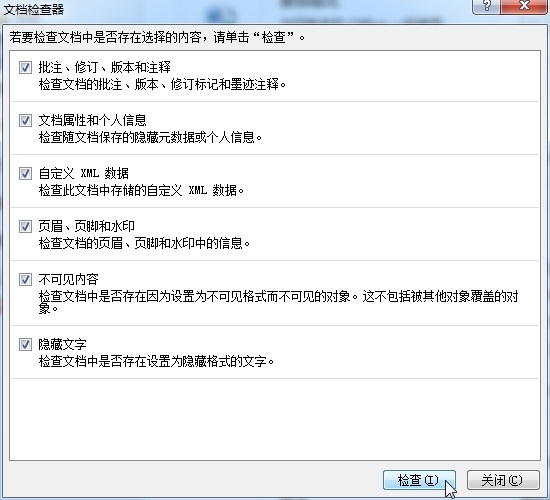 文档检查器
若要检查文档中是否存在选择的内容，请单击“检查”。
批注、修订、版本和注释
检查文档的批注、版本、修订标记和墨迹注释。
文档属性和个人信息
检查随文档保存的隐藏元数据或个人信息。
自定义 XML 数据
检查此文档中存储的自定义 XML 数据。
页眉、页脚和水印
检查文档的页眉、页脚和水印中的信息。
不可见内容
检查文档中是否存在因为设置为不可见格式而不可见的对象。这不包括被其他对象覆盖的对
象。
隐藏文字
检查文档中是否存在设置为隐藏格式的文字。
检查(I) 关闭(C)